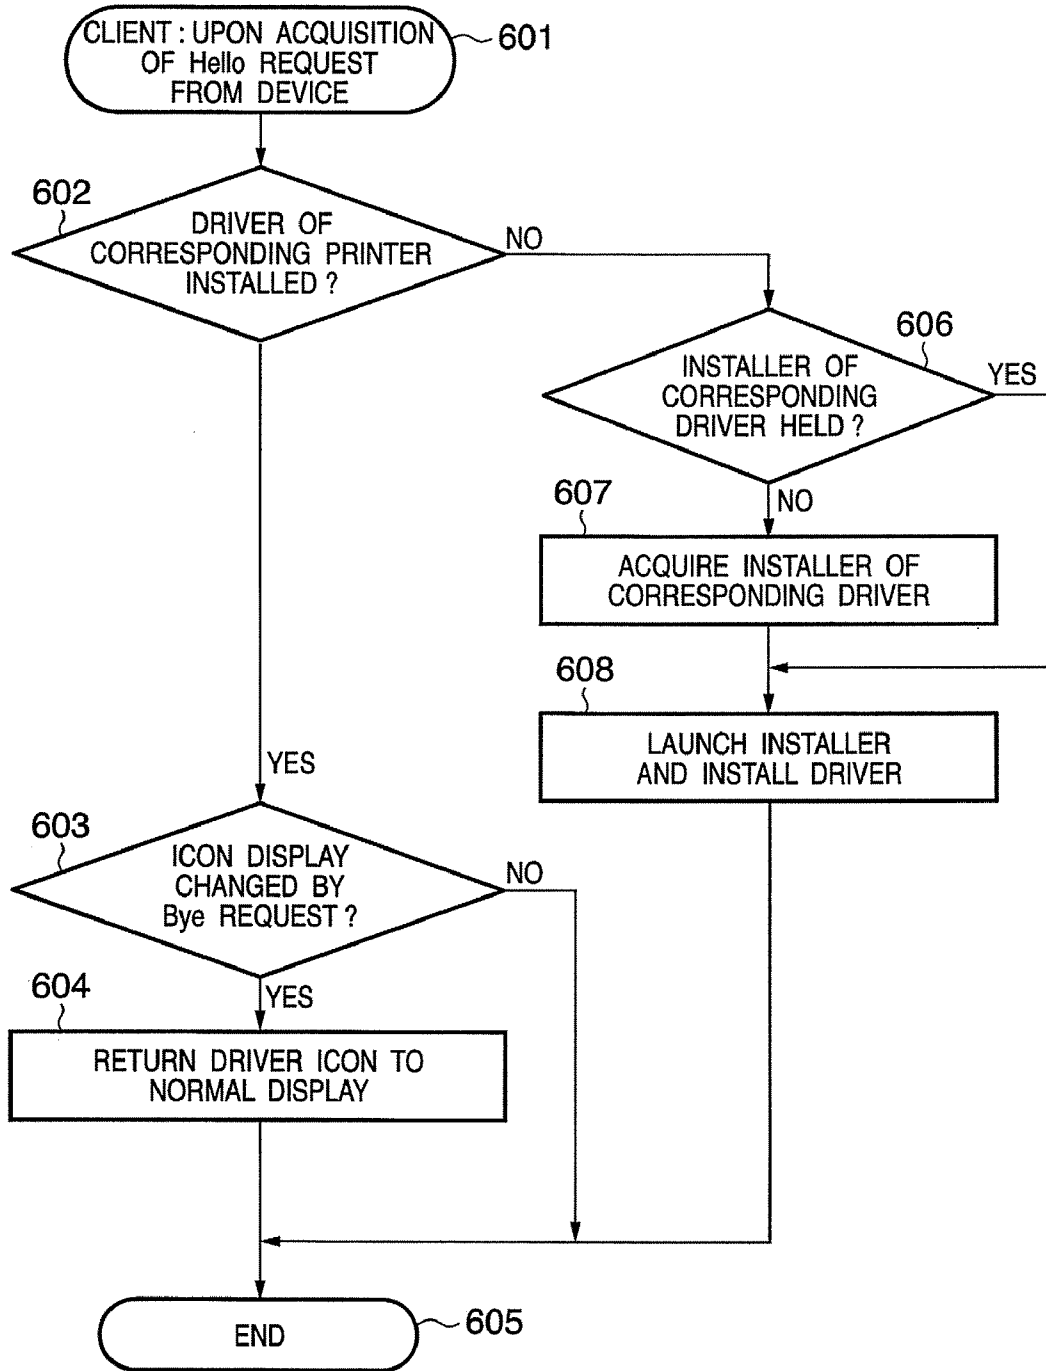 CLIENT : UPON ACQUISITION
OF Hello REQUEST
FROM DEVICE
601
602
DRIVER OF
CORRESPONDING PRINTER
INSTALLED ?
NO
606
INSTALLER OF
CORRESPONDING
DRIVER HELD ?
YES
NO
607
ACQUIRE INSTALLER OF
CORRESPONDING DRIVER
608
LAUNCH INSTALLER
AND INSTALL DRIVER
YES
603
ICON DISPLAY
CHANGED BY
Bye REQUEST ?
NO
YES
604
RETURN DRIVER ICON TO
NORMAL DISPLAY
END
605